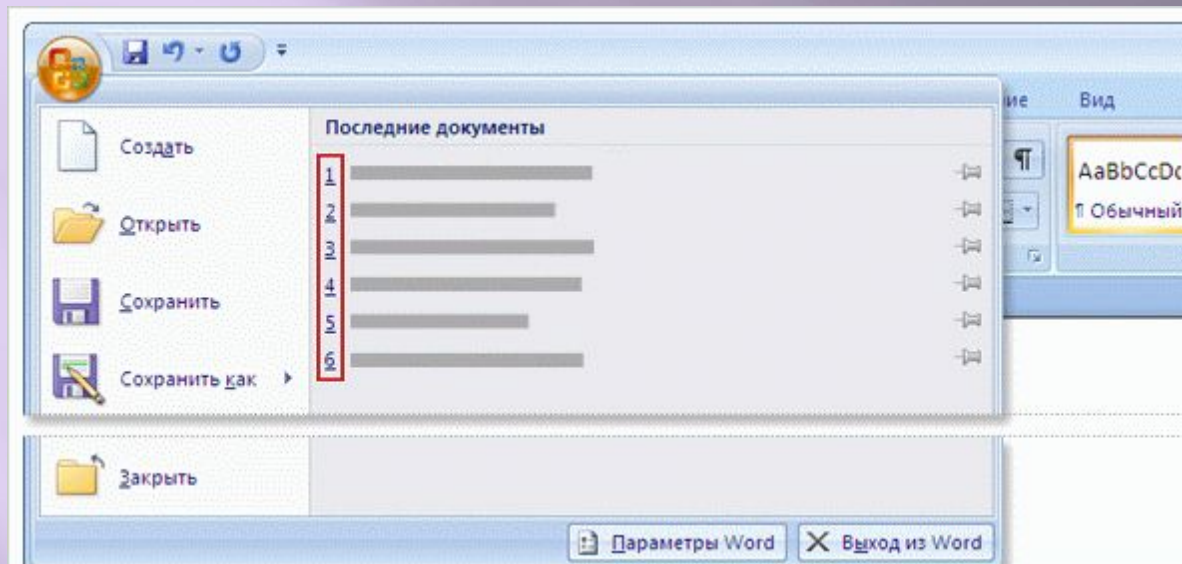 ие Вид
Последние документы
Создать
1
¶
AaBbCcDc
2
¶ Обычный
Открыть
3
4
Сохранить
5
6
Сохранить как
Закрыть
Параметры Word
Выход из Word